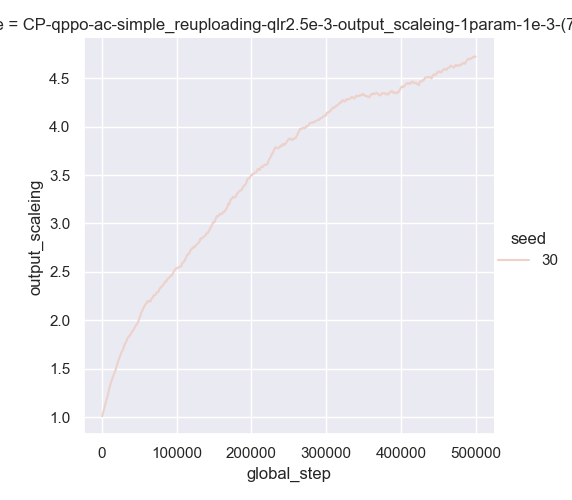 e = CP-qppo-ac-simple_reuploading-qlr2.5e-3-output_scaleing-1param-1e-3-(7
4.5
4.0
3.5
3.0
2.5
2.0
1.5
1.0
output_scaleing
0 100000 200000 300000 400000 500000
global_step
seed
30